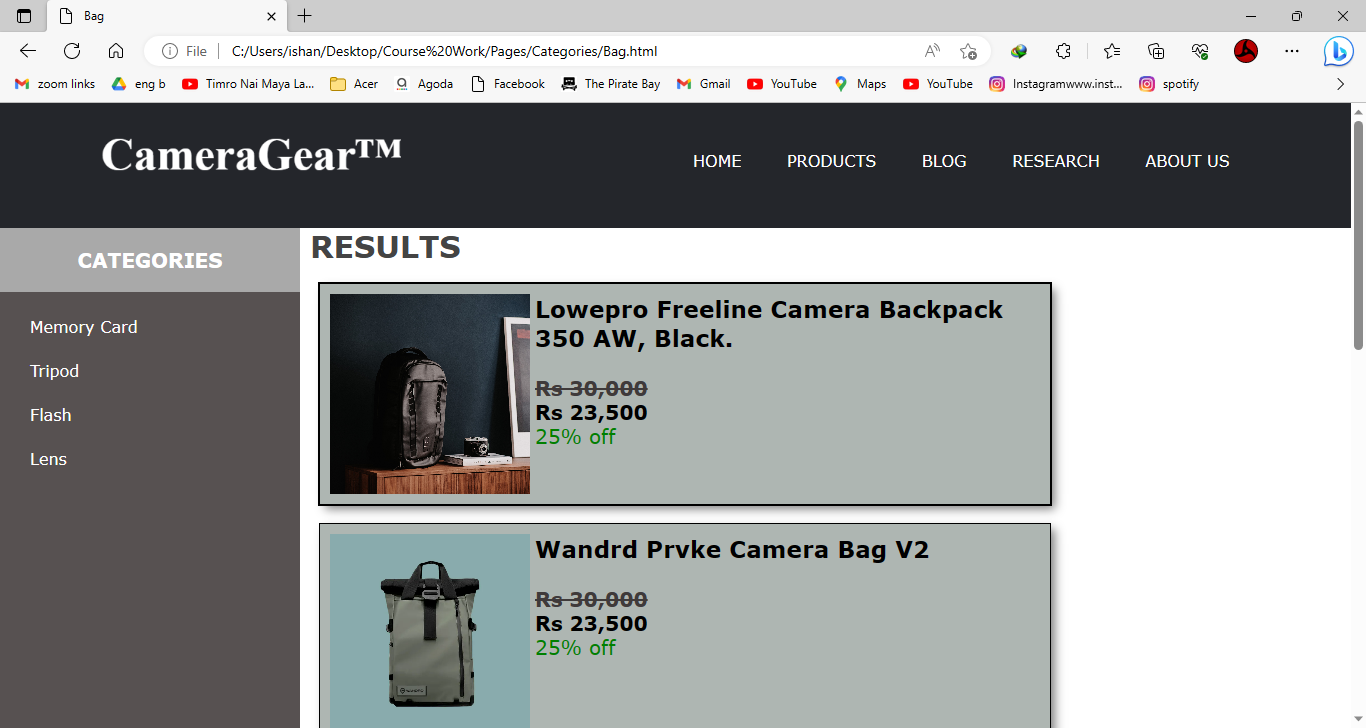 Bag
File
C:/Users/ishan/Desktop/Course%20Work/Pages/Categories/Bag.html
zoom links
eng b
Timro Nai Maya La...
Acer
Agoda
Facebook
The Pirate Bay
Gmail
YouTube
Maps
YouTube
Instagramwww.inst...
spotify
CameraGear™
HOME
PRODUCTS
BLOG
RESEARCH
ABOUT US
CATEGORIES
Memory Card
Tripod
Flash
Lens
RESULTS
Lowepro Freeline Camera Backpack
350 AW, Black.
Rs 30,000
Rs 23,500
25% off
Wandrd Prvke Camera Bag V2
Rs 30,000
Rs 23,500
25% off